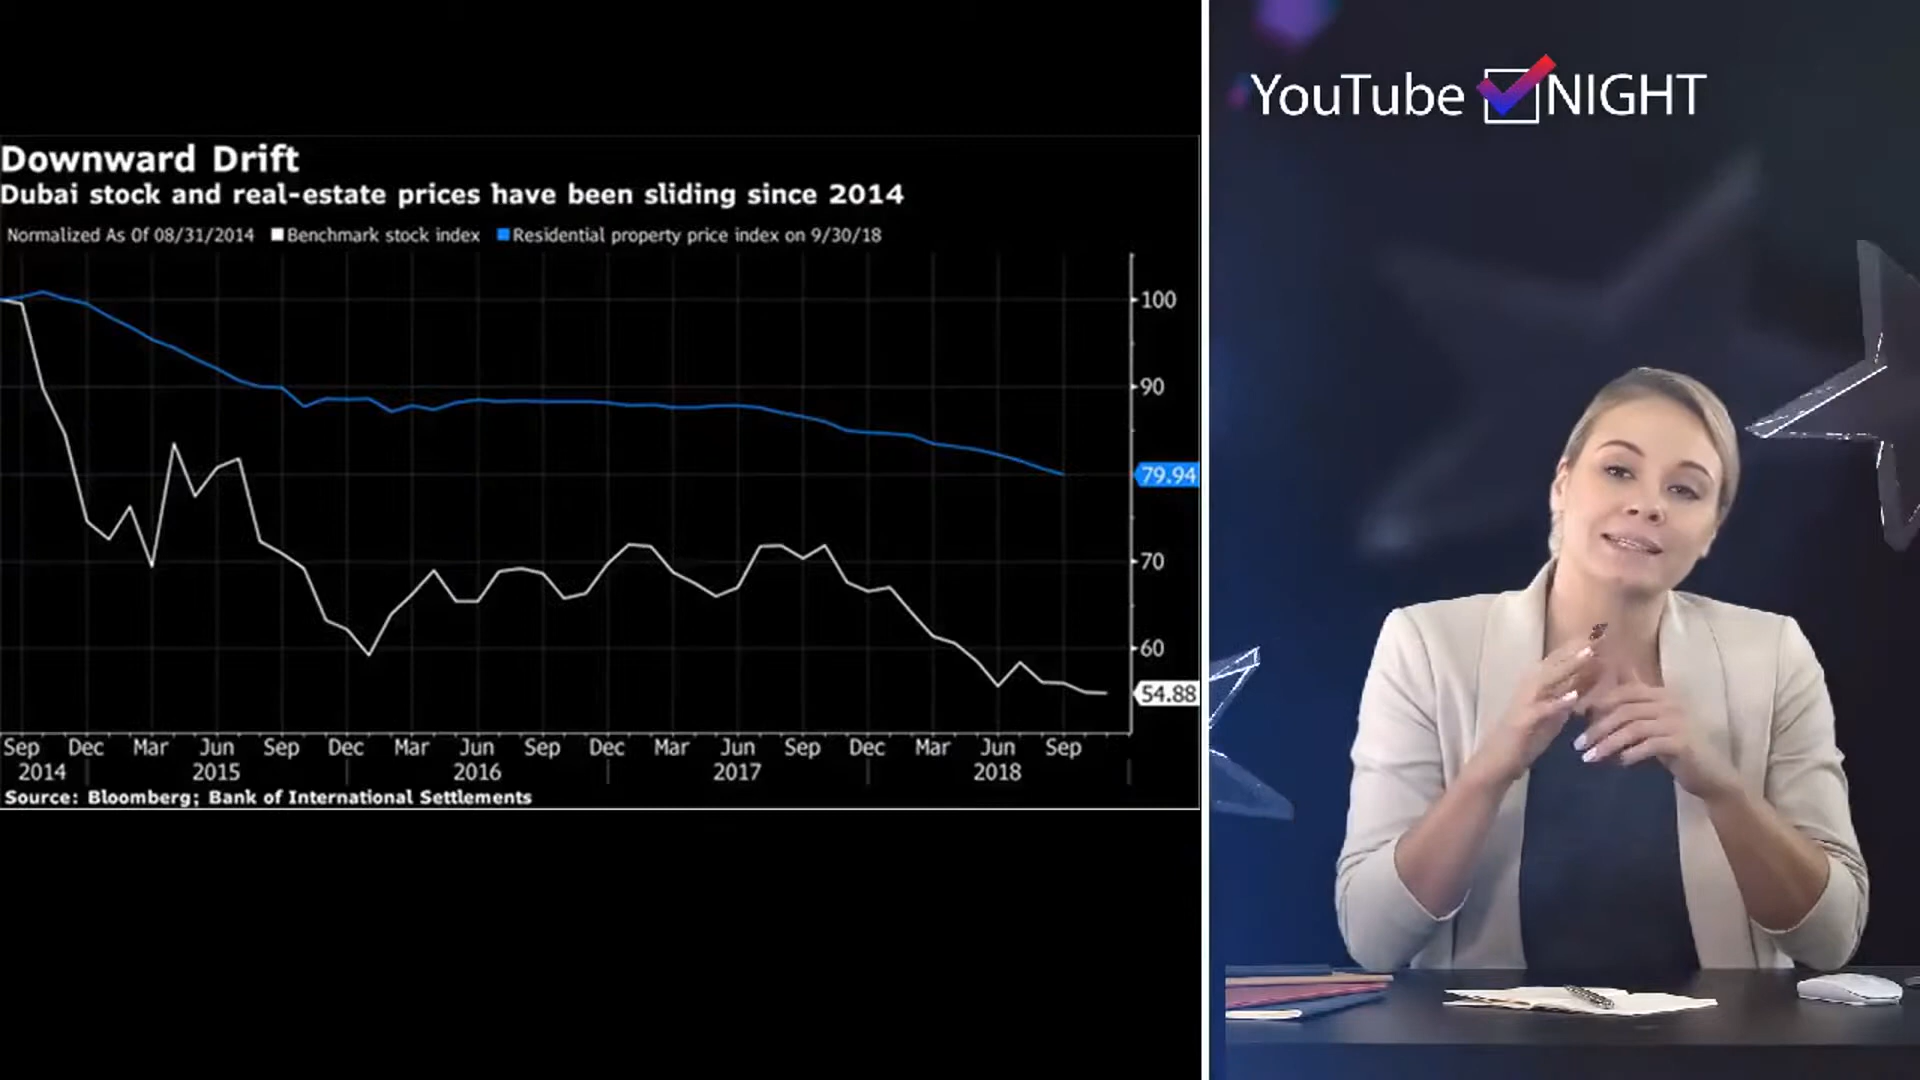 Downward Drift
Dubai stock and real-estate prices have been sliding since 2014
Normalized As Of 08/31/2014 Benchmark stock index Residential property price index on 9/30/18
100
90
79.94
70
60
54.88
Sep Dec Mar Jun Sep Dec Mar Jun Sep Dec Mar Jun Sep Dec Mar Jun Sep
2014 2015 2016 2017 2018
Source: Bloomberg; Bank of International Settlements
YouTube NIGHT